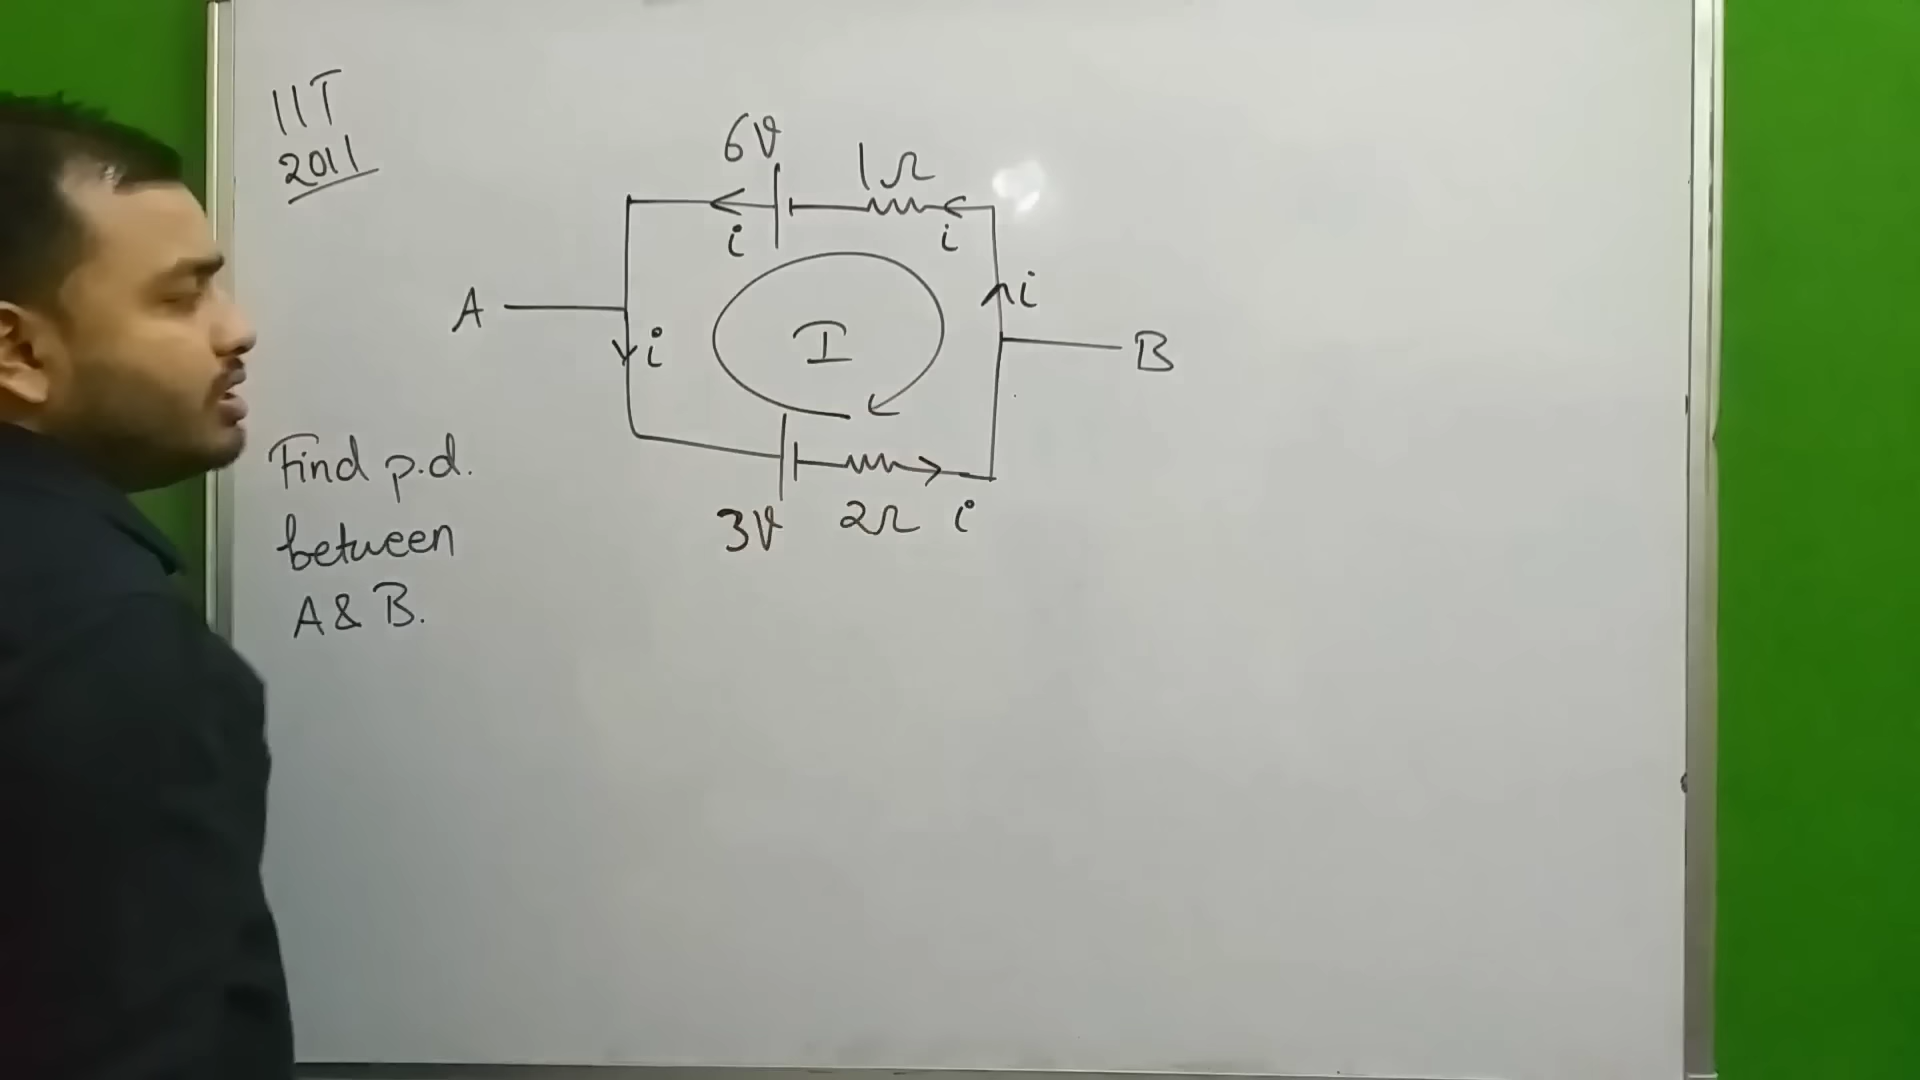 IIT
2011
6V
1Ω
i
i
A
i
I
i
B
Find p.d.
between
A & B.
3V
2Ω
i